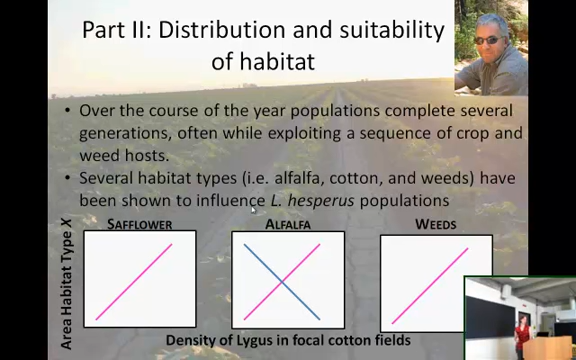 Part II: Distribution and suitability
of habitat
• Over the course of the year populations complete several
generations, often while exploiting a sequence of crop and
weed hosts.
• Several habitat types (i.e. alfalfa, cotton, and weeds) have
been shown to influence L. hesperus populations
SAFFLOWER
ALFALFA
WEEDS
Area Habitat Type X
Density of Lygus in focal cotton fields